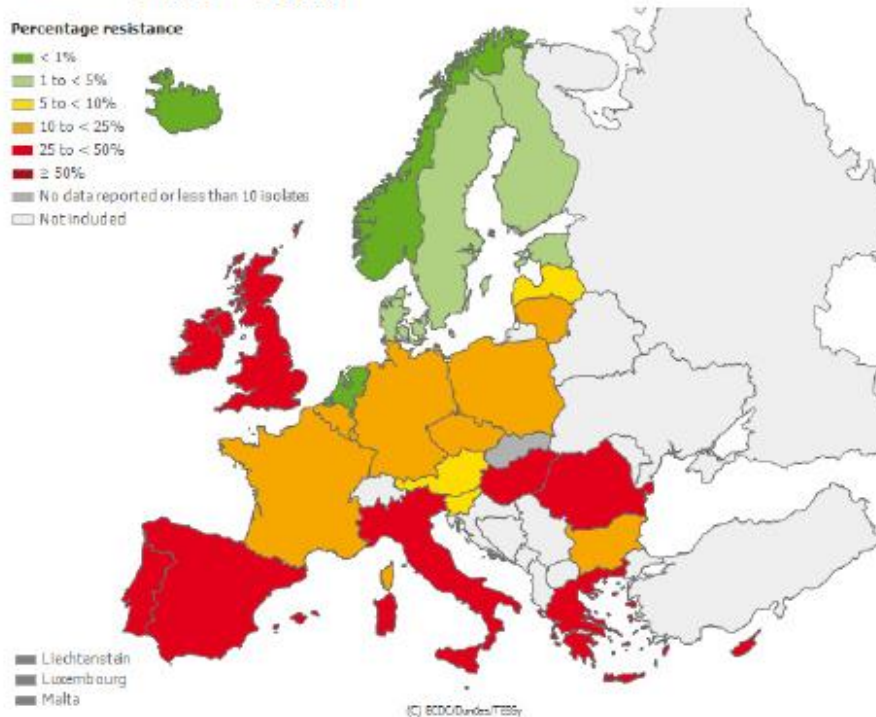 Percentage resistance
< 1%
1 to < 5%
5 to < 10%
10 to < 25%
25 to < 50%
≥ 50%
No data reported or less than 10 isolates
Not included
Liechtenstein
Luxembourg
Malta
(C) ECDC/Dundas/TESSy